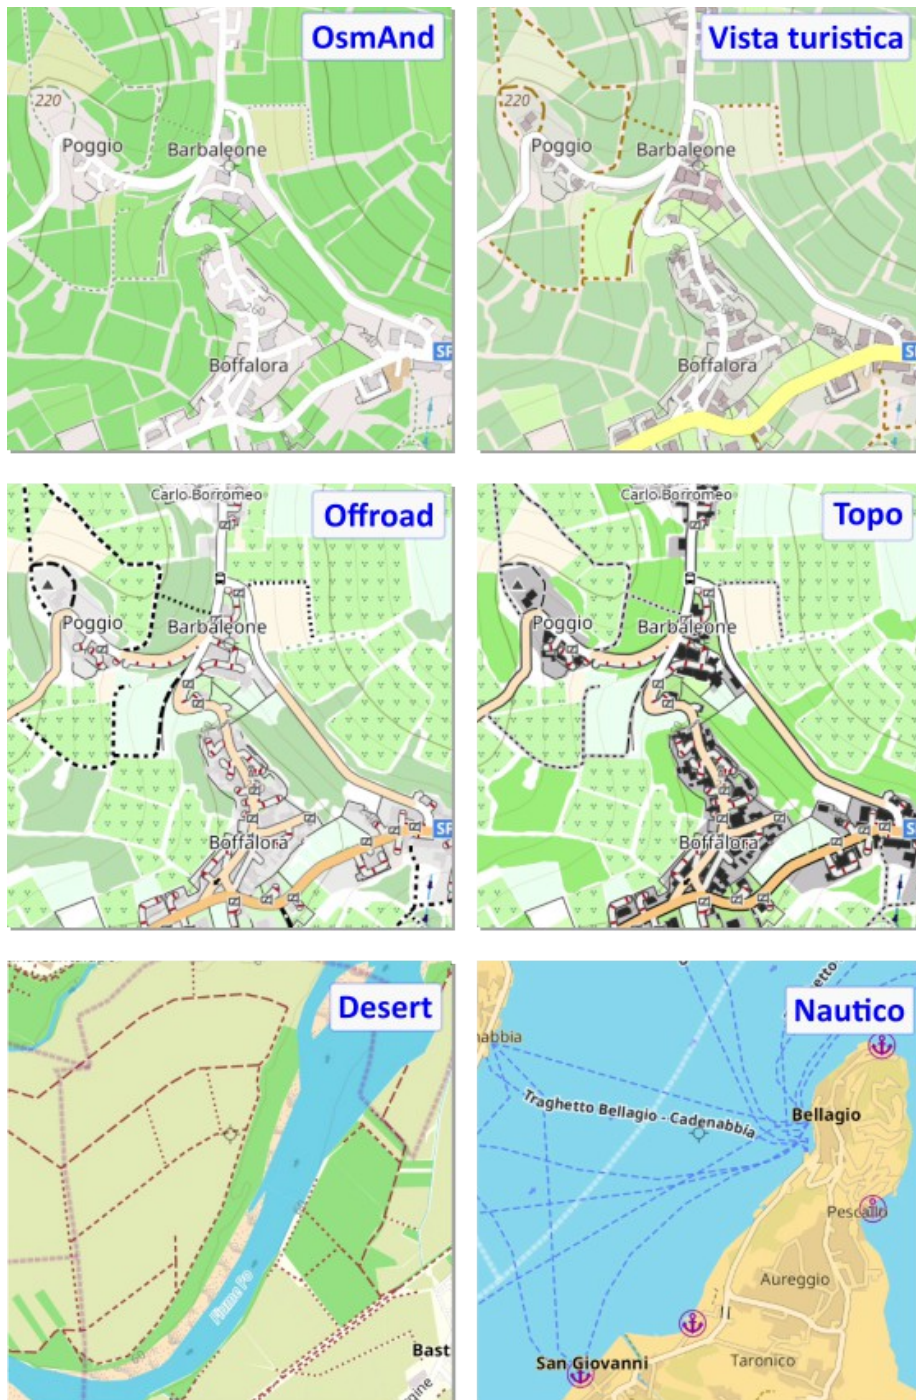 OsmAnd
220
Poggio
Barbaleone
260
Boffalora
SP
Vista turistica
220
Poggio
Barbaleone
Boffalora
Offroad
Carlo Borromeo
Poggio
Barbaleone
Boffalora
SP
Topo
Carlo Borromeo
Poggio
Barbaleone
Boffalora
Desert
Fiume Po
Bast
Nautico
Traghetto Bellagio - Cadenabbia
Bellagio
Pescallo
Aureggio
San Giovanni
Taronico